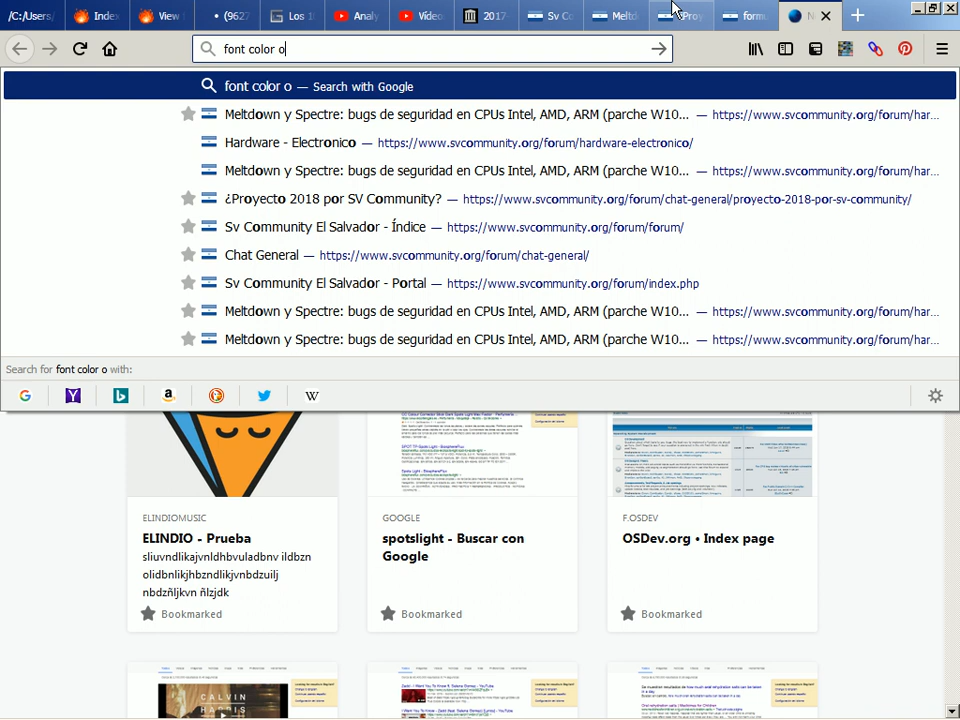 /C:/Users/ Index View • (962 Los 1 Analy Vídeo 2017- Sv Co Meltd Proy form N
font color o
font color o — Search with Google
Meltdown y Spectre: bugs de seguridad en CPUs Intel, AMD, ARM (parche W10... — https://www.svcommunity.org/forum/har...
Hardware - Electronico — https://www.svcommunity.org/forum/hardware-electronico/
Meltdown y Spectre: bugs de seguridad en CPUs Intel, AMD, ARM (parche W10... — https://www.svcommunity.org/forum/har...
¿Proyecto 2018 por SV Community? — https://www.svcommunity.org/forum/chat-general/proyecto-2018-por-sv-community/
Sv Community El Salvador - Índice — https://www.svcommunity.org/forum/forum/
Chat General — https://www.svcommunity.org/forum/chat-general/
Sv Community El Salvador - Portal — https://www.svcommunity.org/forum/index.php
Meltdown y Spectre: bugs de seguridad en CPUs Intel, AMD, ARM (parche W10... — https://www.svcommunity.org/forum/har...
Meltdown y Spectre: bugs de seguridad en CPUs Intel, AMD, ARM (parche W10... — https://www.svcommunity.org/forum/har...
Search for font color o with:
ELINDIOMUSIC
ELINDIO - Prueba
sliuvndlikajvnldhbvuladbnv ildbzn
olidbnlikjhbzndlikjvnbdzuilj
nbdzñljkvn ñlzjdk
Bookmarked
GOOGLE
spotslight - Buscar con
Google
Bookmarked
F.OSDEV
OSDev.org • Index page
Bookmarked
CALVIN
HARRIS